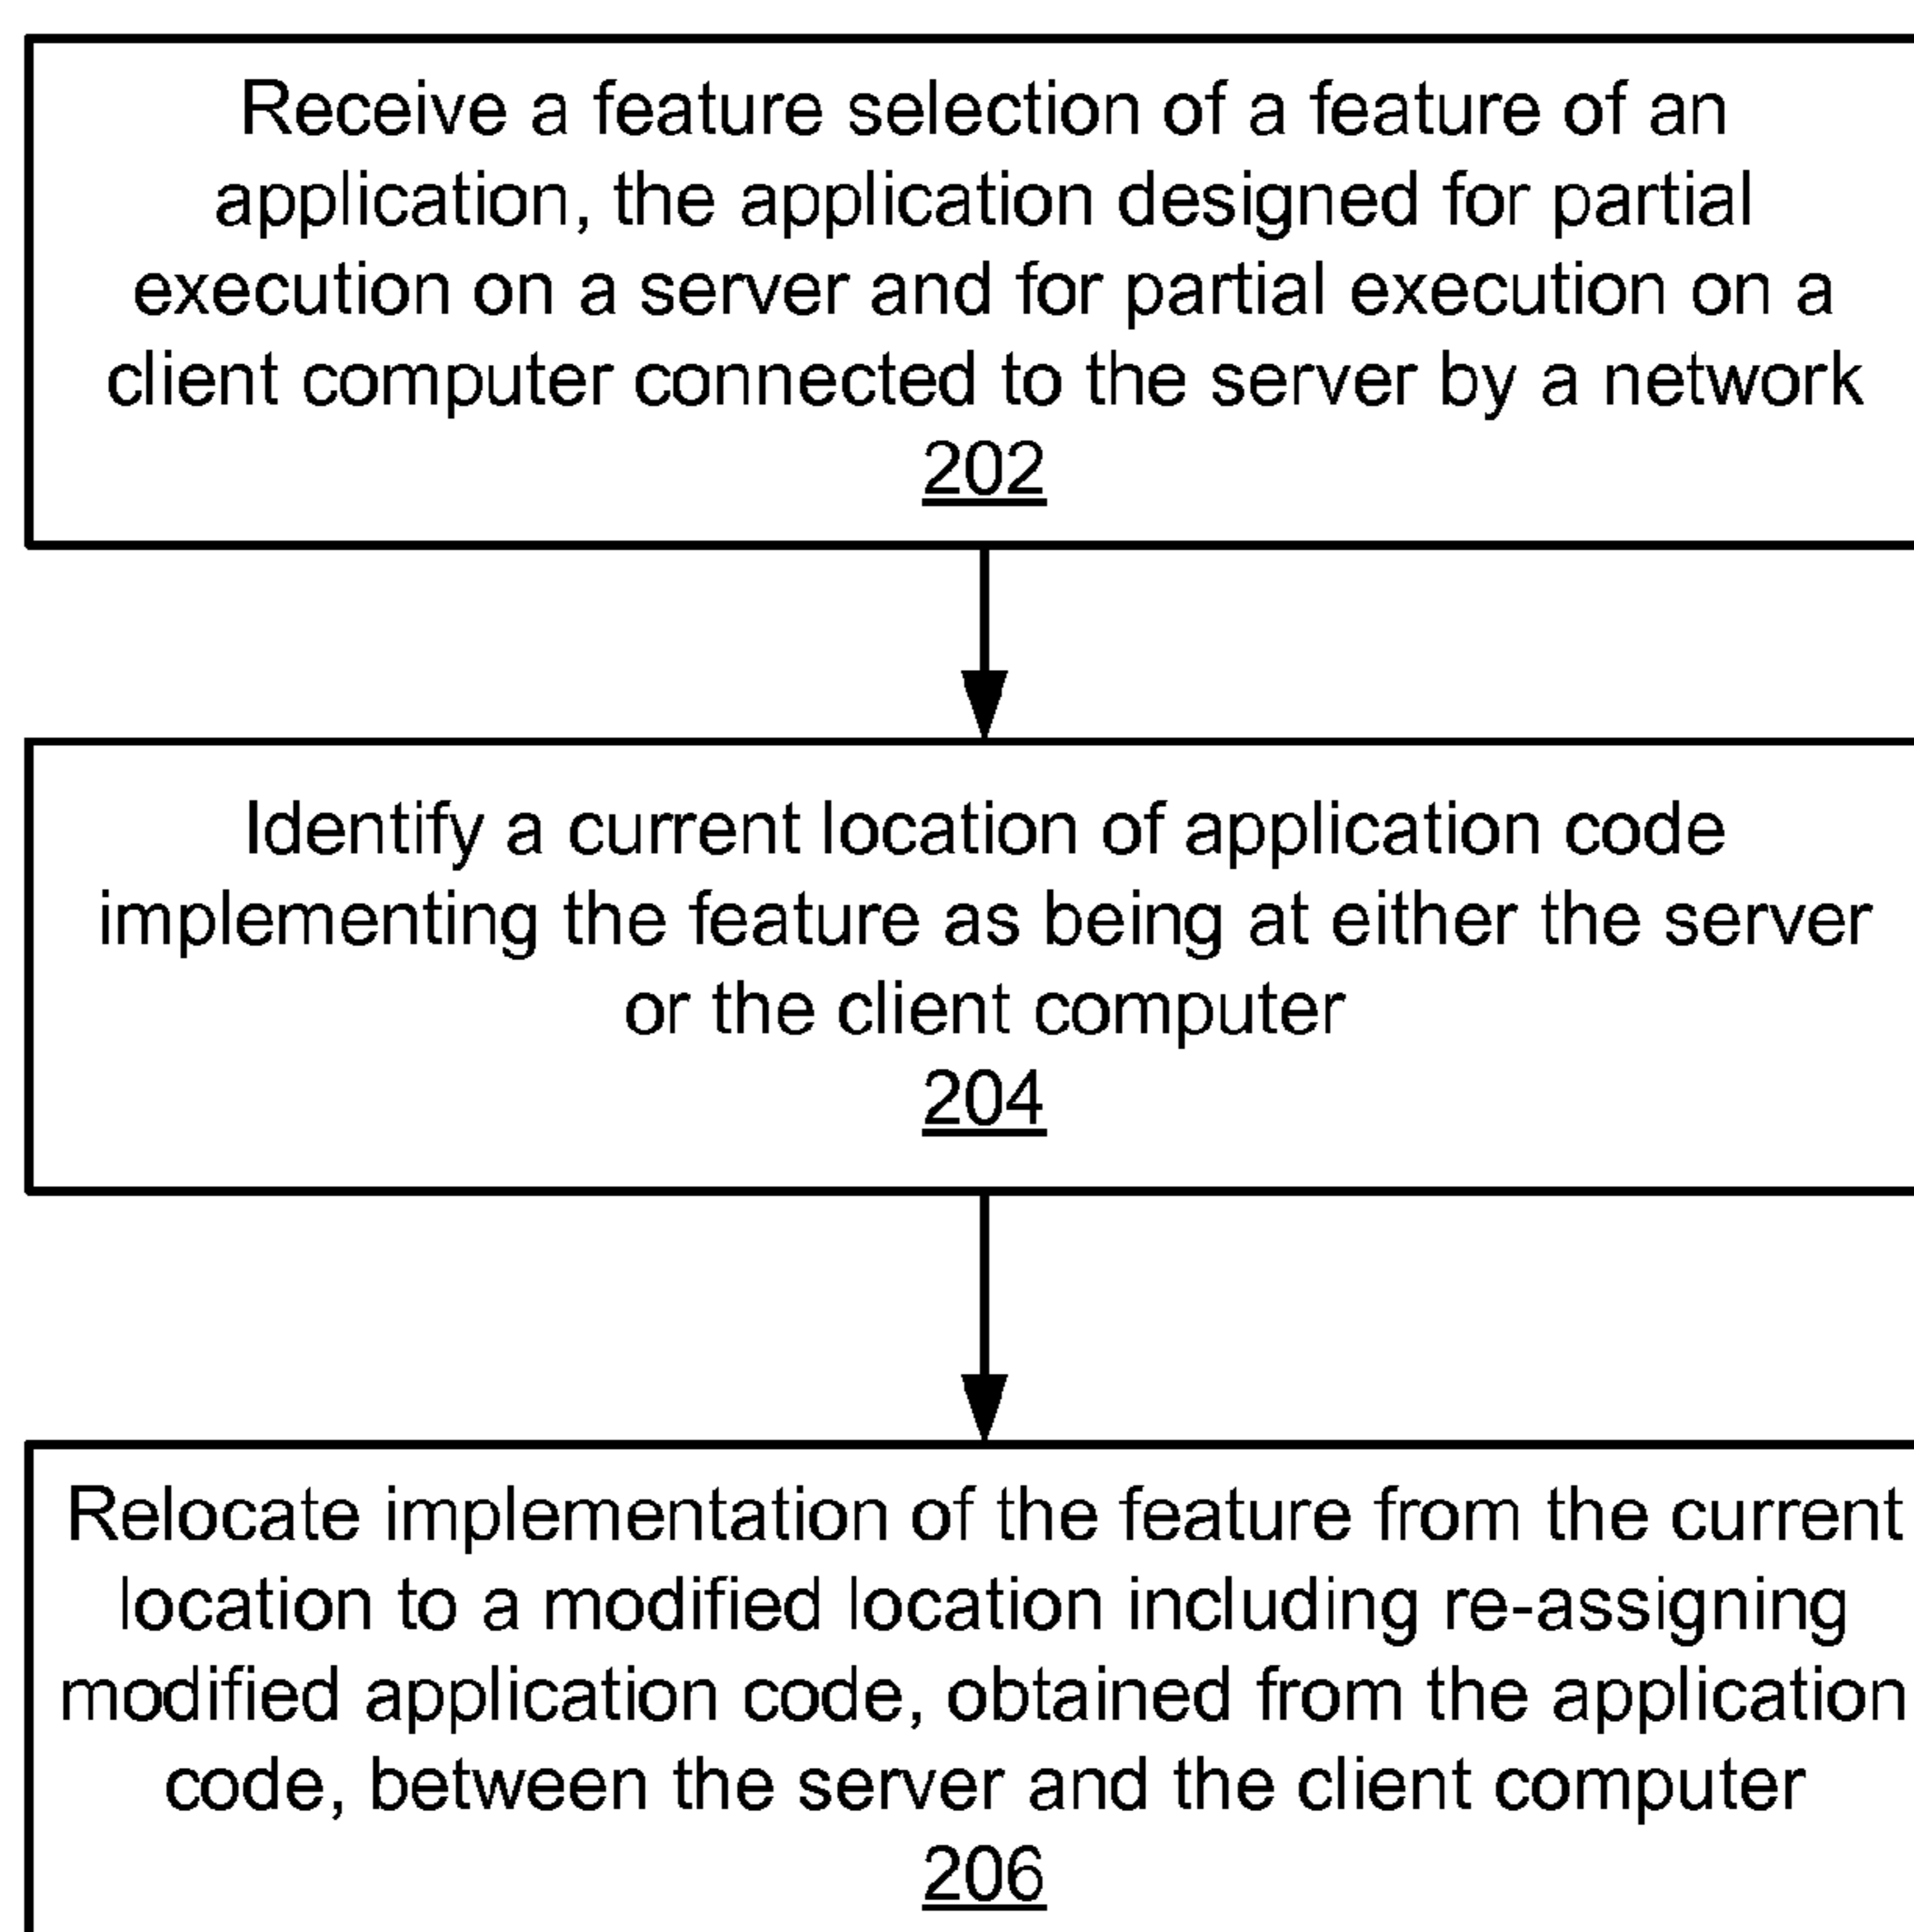 Receive a feature selection of a feature of an
application, the application designed for partial
execution on a server and for partial execution on a
client computer connected to the server by a network
202
Identify a current location of application code
implementing the feature as being at either the server
or the client computer
204
Relocate implementation of the feature from the current
location to a modified location including re-assigning
modified application code, obtained from the application
code, between the server and the client computer
206